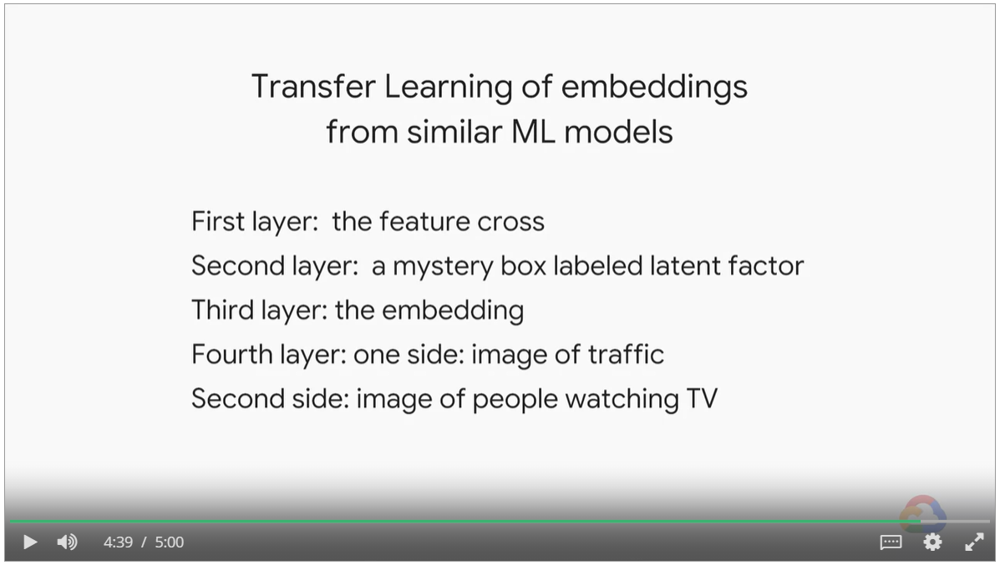 Transfer Learning of embeddings
from similar ML models
First layer: the feature cross
Second layer: a mystery box labeled latent factor
Third layer: the embedding
Fourth layer: one side: image of traffic
Second side: image of people watching TV
4:39 / 5:00